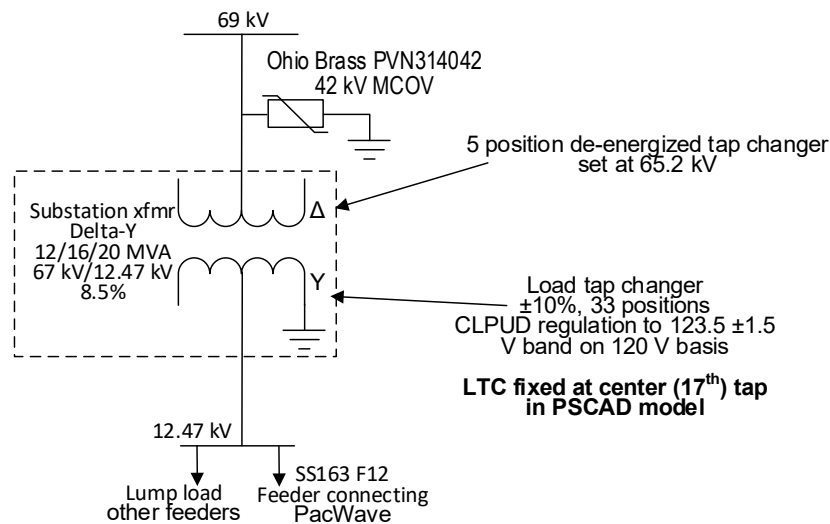 69 kV
Ohio Brass PVN314042
42 kV MCOV
5 position de-energized tap changer
set at 65.2 kV
Substation xfmr
Delta-Y
12/16/20 MVA
67 kV/12.47 kV
8.5%
Δ
Y
Load tap changer
±10%, 33 positions
CLPUD regulation to 123.5 ±1.5
V band on 120 V basis
LTC fixed at center (17th) tap
in PSCAD model
12.47 kV
Lump load
other feeders
SS163 F12
Feeder connecting
PacWave